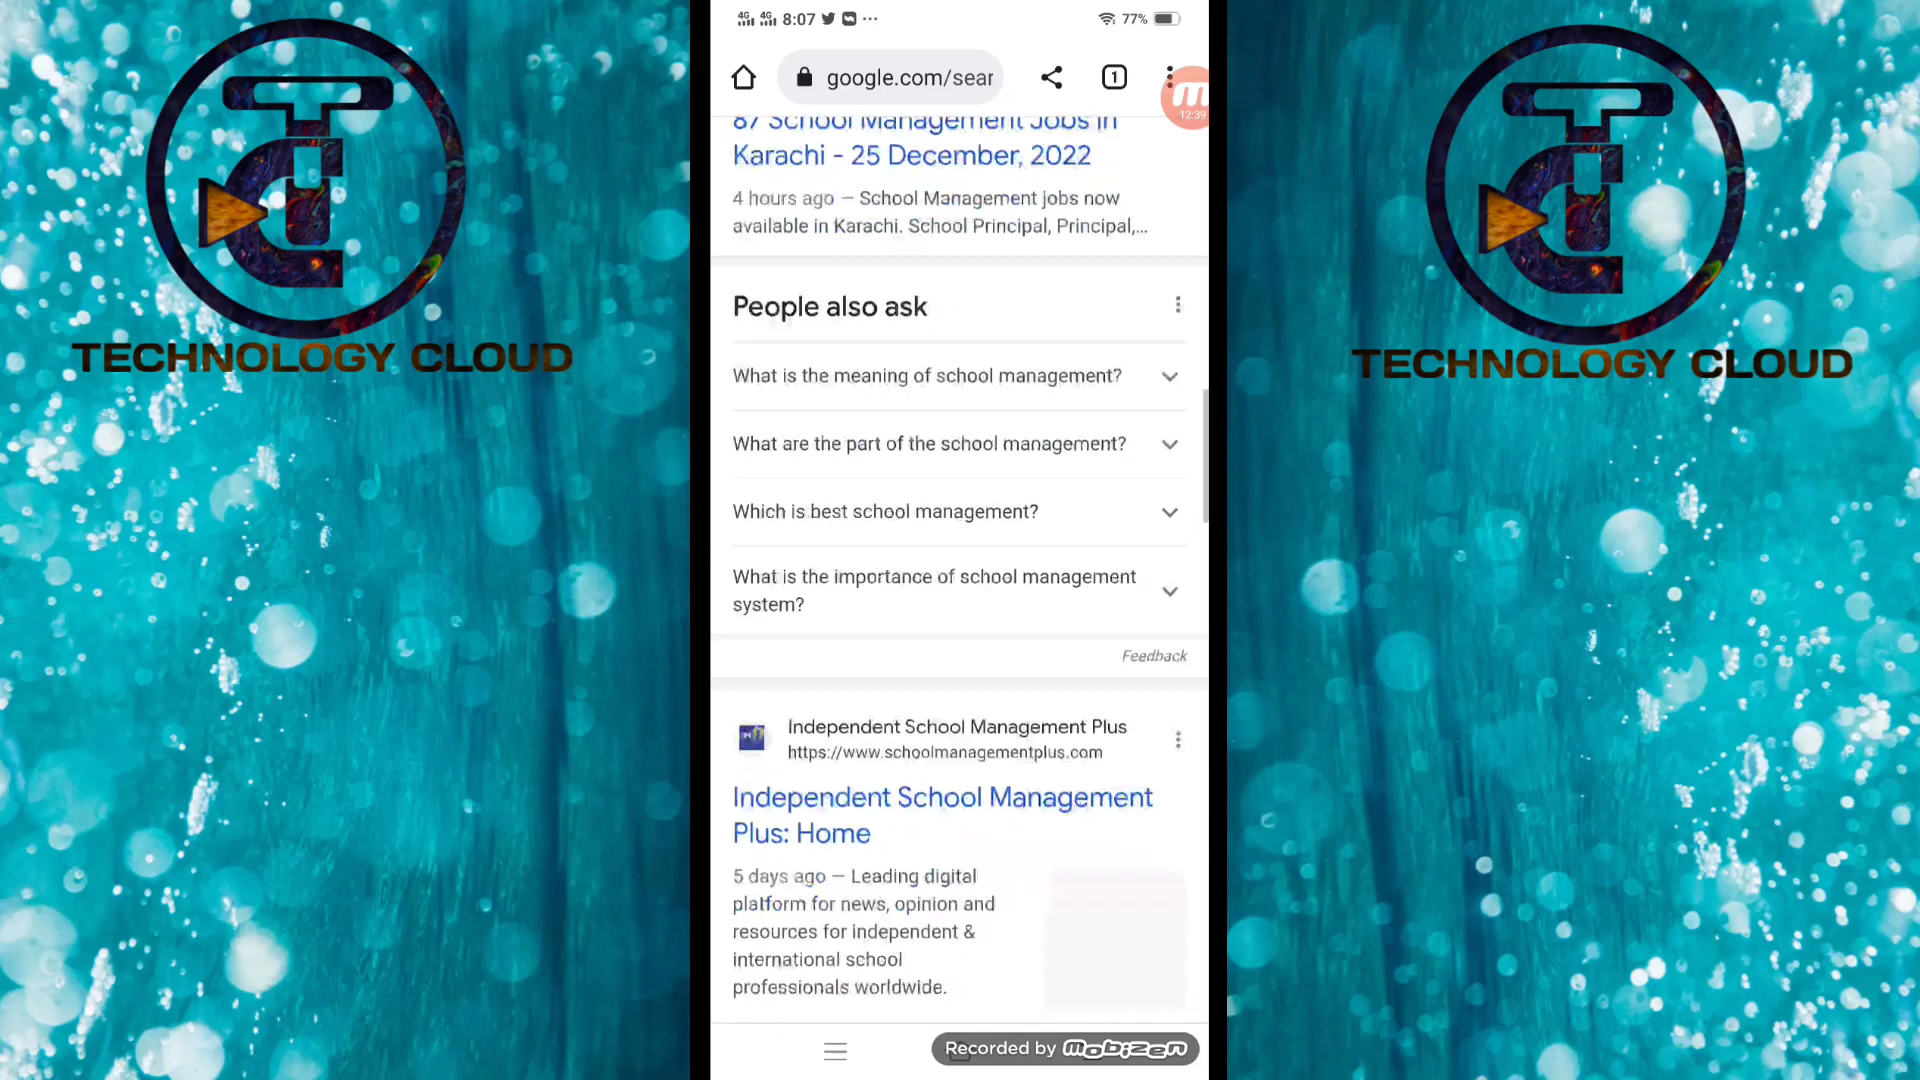 TECHNOLOGY CLOUD
8:07
77%
google.com/sear
1
12:39
87 School Management Jobs in
Karachi - 25 December, 2022
4 hours ago — School Management jobs now
available in Karachi. School Principal, Principal,...
People also ask
What is the meaning of school management?
What are the part of the school management?
Which is best school management?
What is the importance of school management
system?
Feedback
Independent School Management Plus
https://www.schoolmanagementplus.com
Independent School Management
Plus: Home
5 days ago — Leading digital
platform for news, opinion and
resources for independent &
international school
professionals worldwide.
Recorded by mobizen
TECHNOLOGY CLOUD